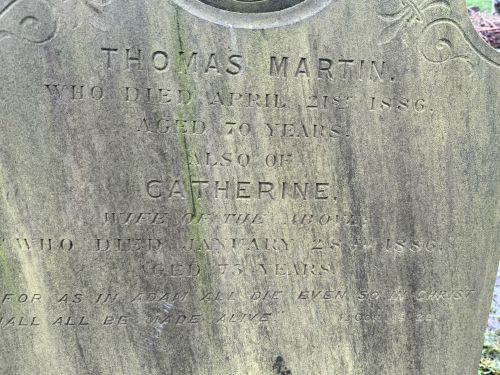 THOMAS MARTIN.
WHO DIED APRIL 21ST 1886,
AGED 70 YEARS.
ALSO OF
CATHERINE,
WIFE OF THE ABOVE,
WHO DIED JANUARY 28TH 1886,
AGED 75 YEARS
FOR AS IN ADAM ALL DIE EVEN SO IN CHRIST
HALL ALL BE MADE ALIVE"